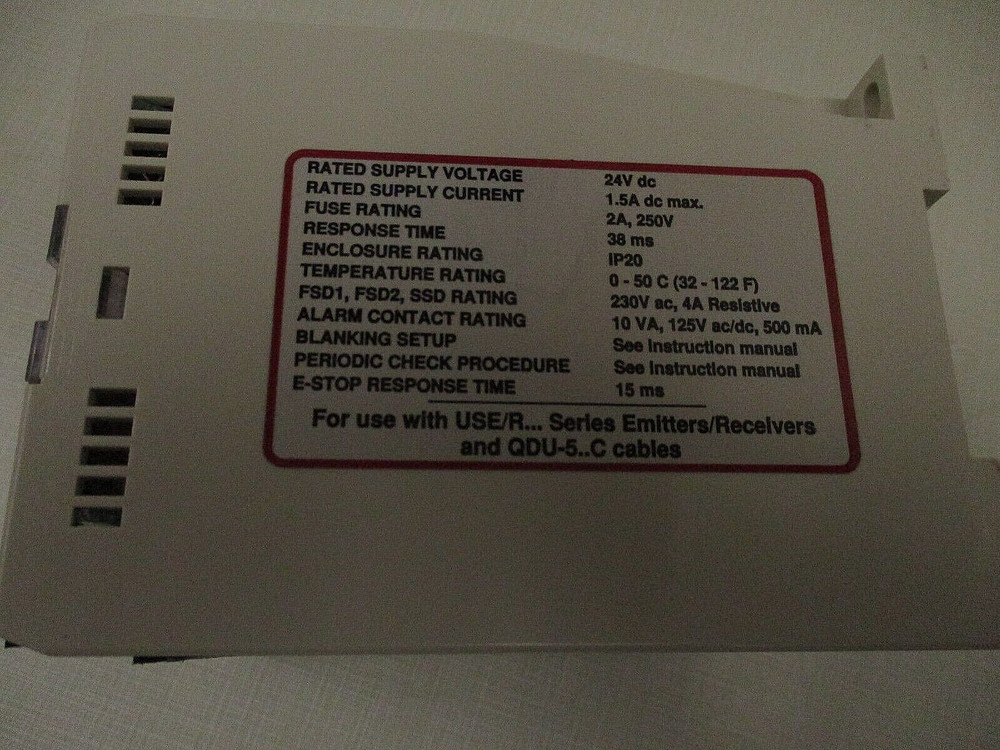 RATED SUPPLY VOLTAGE 24V dc
RATED SUPPLY CURRENT 1.5A dc max.
FUSE RATING 2A, 250V
RESPONSE TIME 38 ms
ENCLOSURE RATING IP20
TEMPERATURE RATING 0 - 50 C (32 - 122 F)
FSD1, FSD2, SSD RATING 230V ac, 4A Resistive
ALARM CONTACT RATING 10 VA, 125V ac/dc, 500 mA
BLANKING SETUP See instruction manual
PERIODIC CHECK PROCEDURE See instruction manual
E-STOP RESPONSE TIME 15 ms
For use with USE/R... Series Emitters/Receivers
and QDU-5..C cables